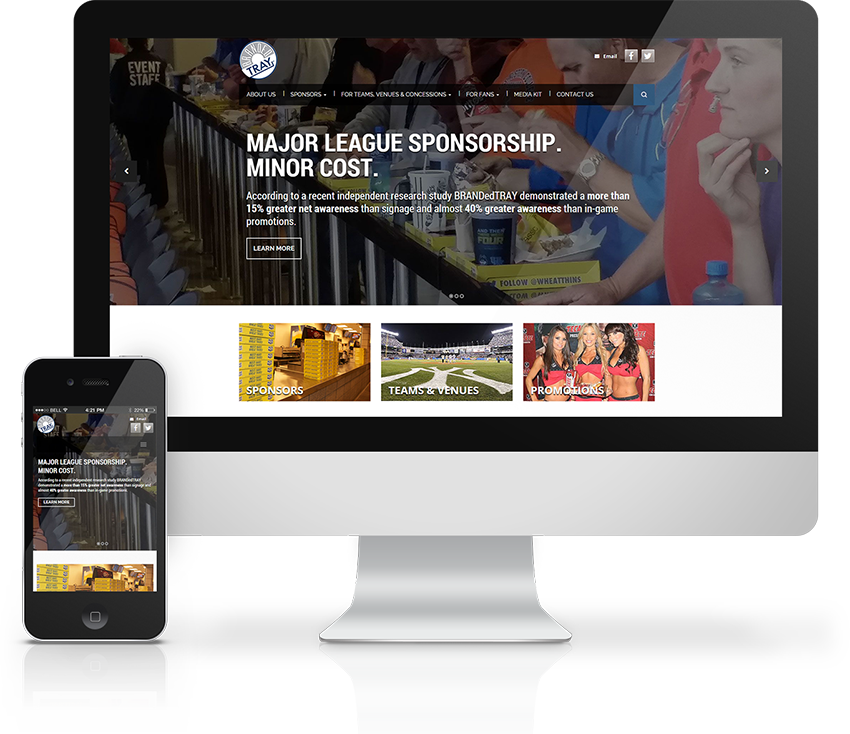 EVENT
STAFF
BRANDED
TRAY
Email
ABOUT US
SPONSORS
FOR TEAMS, VENUES & CONCESSIONS
FOR FANS
MEDIA KIT
CONTACT US
MAJOR LEAGUE SPONSORSHIP.
MINOR COST.
According to a recent independent research study BRANDedTRAY demonstrated a more than
15% greater net awareness than signage and almost 40% greater awareness than in-game
promotions.
LEARN MORE
FOUR
FOLLOW @WHEATTHINS
SPONSORS
TEAMS & VENUES
PROMOTIONS
BELL
4:21 PM
22%
TRAY
Email
MAJOR LEAGUE SPONSORSHIP.
MINOR COST.
According to a recent independent research study BRANDedTRAY
demonstrated a more than 15% greater net awareness than signage and
almost 40% greater awareness than in-game promotions.
LEARN MORE